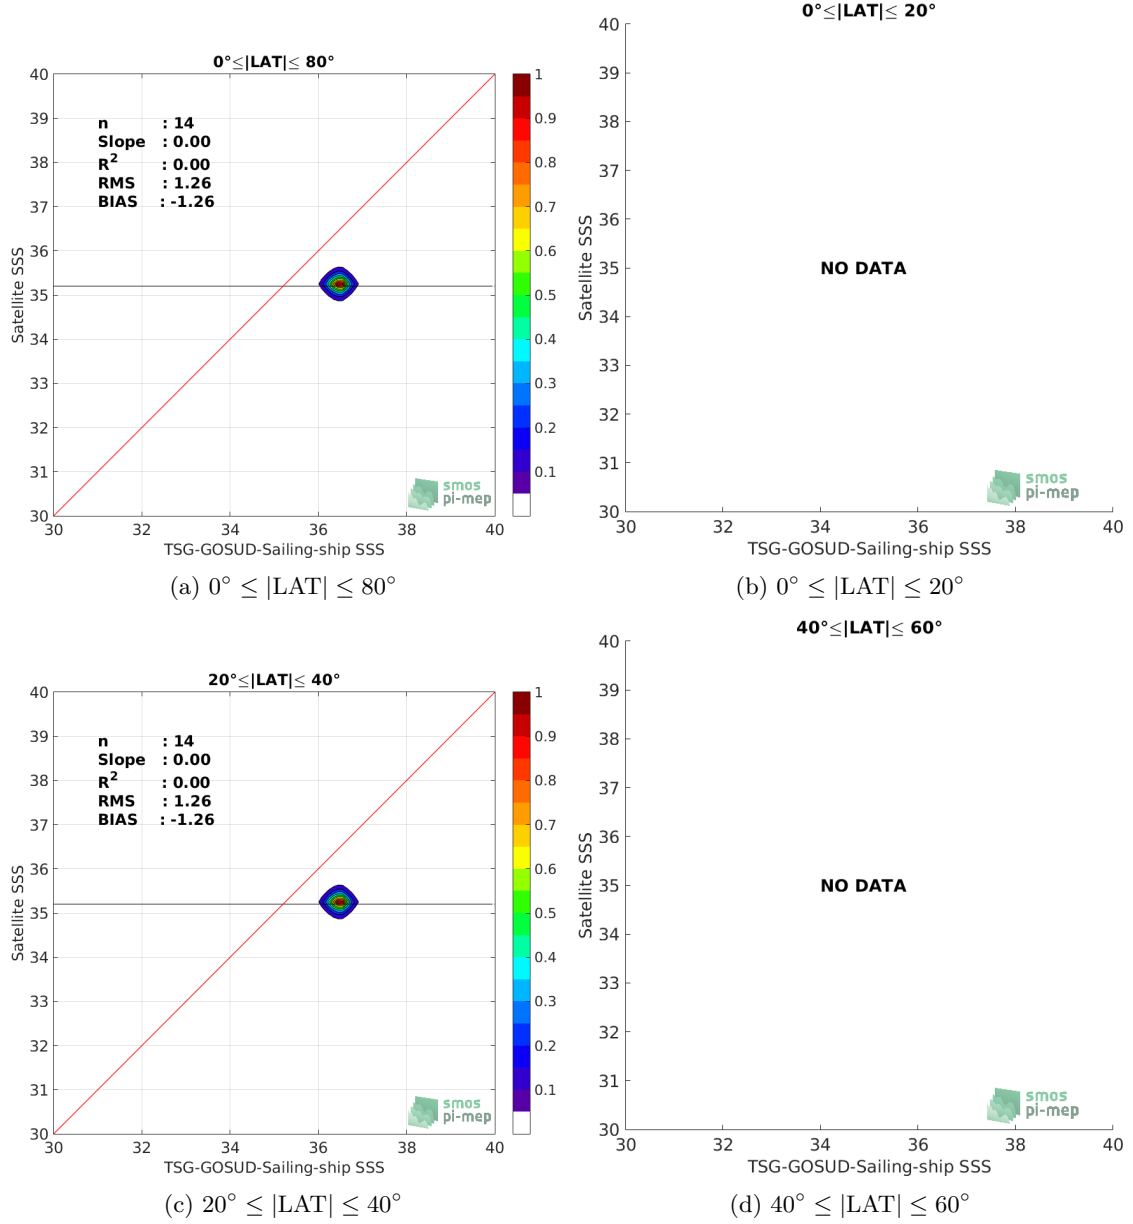 0°≤|LAT|≤ 80°
40
39
38
37
36
35
34
33
32
31
30
n : 14
Slope : 0.00
R² : 0.00
RMS : 1.26
BIAS : -1.26
Satellite SSS
30 32 34 36 38 40
TSG-GOSUD-Sailing-ship SSS
1
0.9
0.8
0.7
0.6
0.5
0.4
0.3
0.2
0.1
smos
pi-mep
(a) 0° ≤ |LAT| ≤ 80°
0°≤|LAT|≤ 20°
40
39
38
37
36
35
34
33
32
31
30
NO DATA
Satellite SSS
30 32 34 36 38 40
TSG-GOSUD-Sailing-ship SSS
smos
pi-mep
(b) 0° ≤ |LAT| ≤ 20°
20°≤|LAT|≤ 40°
40
39
38
37
36
35
34
33
32
31
30
n : 14
Slope : 0.00
R² : 0.00
RMS : 1.26
BIAS : -1.26
Satellite SSS
30 32 34 36 38 40
TSG-GOSUD-Sailing-ship SSS
1
0.9
0.8
0.7
0.6
0.5
0.4
0.3
0.2
0.1
smos
pi-mep
(c) 20° ≤ |LAT| ≤ 40°
40°≤|LAT|≤ 60°
40
39
38
37
36
35
34
33
32
31
30
NO DATA
Satellite SSS
30 32 34 36 38 40
TSG-GOSUD-Sailing-ship SSS
smos
pi-mep
(d) 40° ≤ |LAT| ≤ 60°